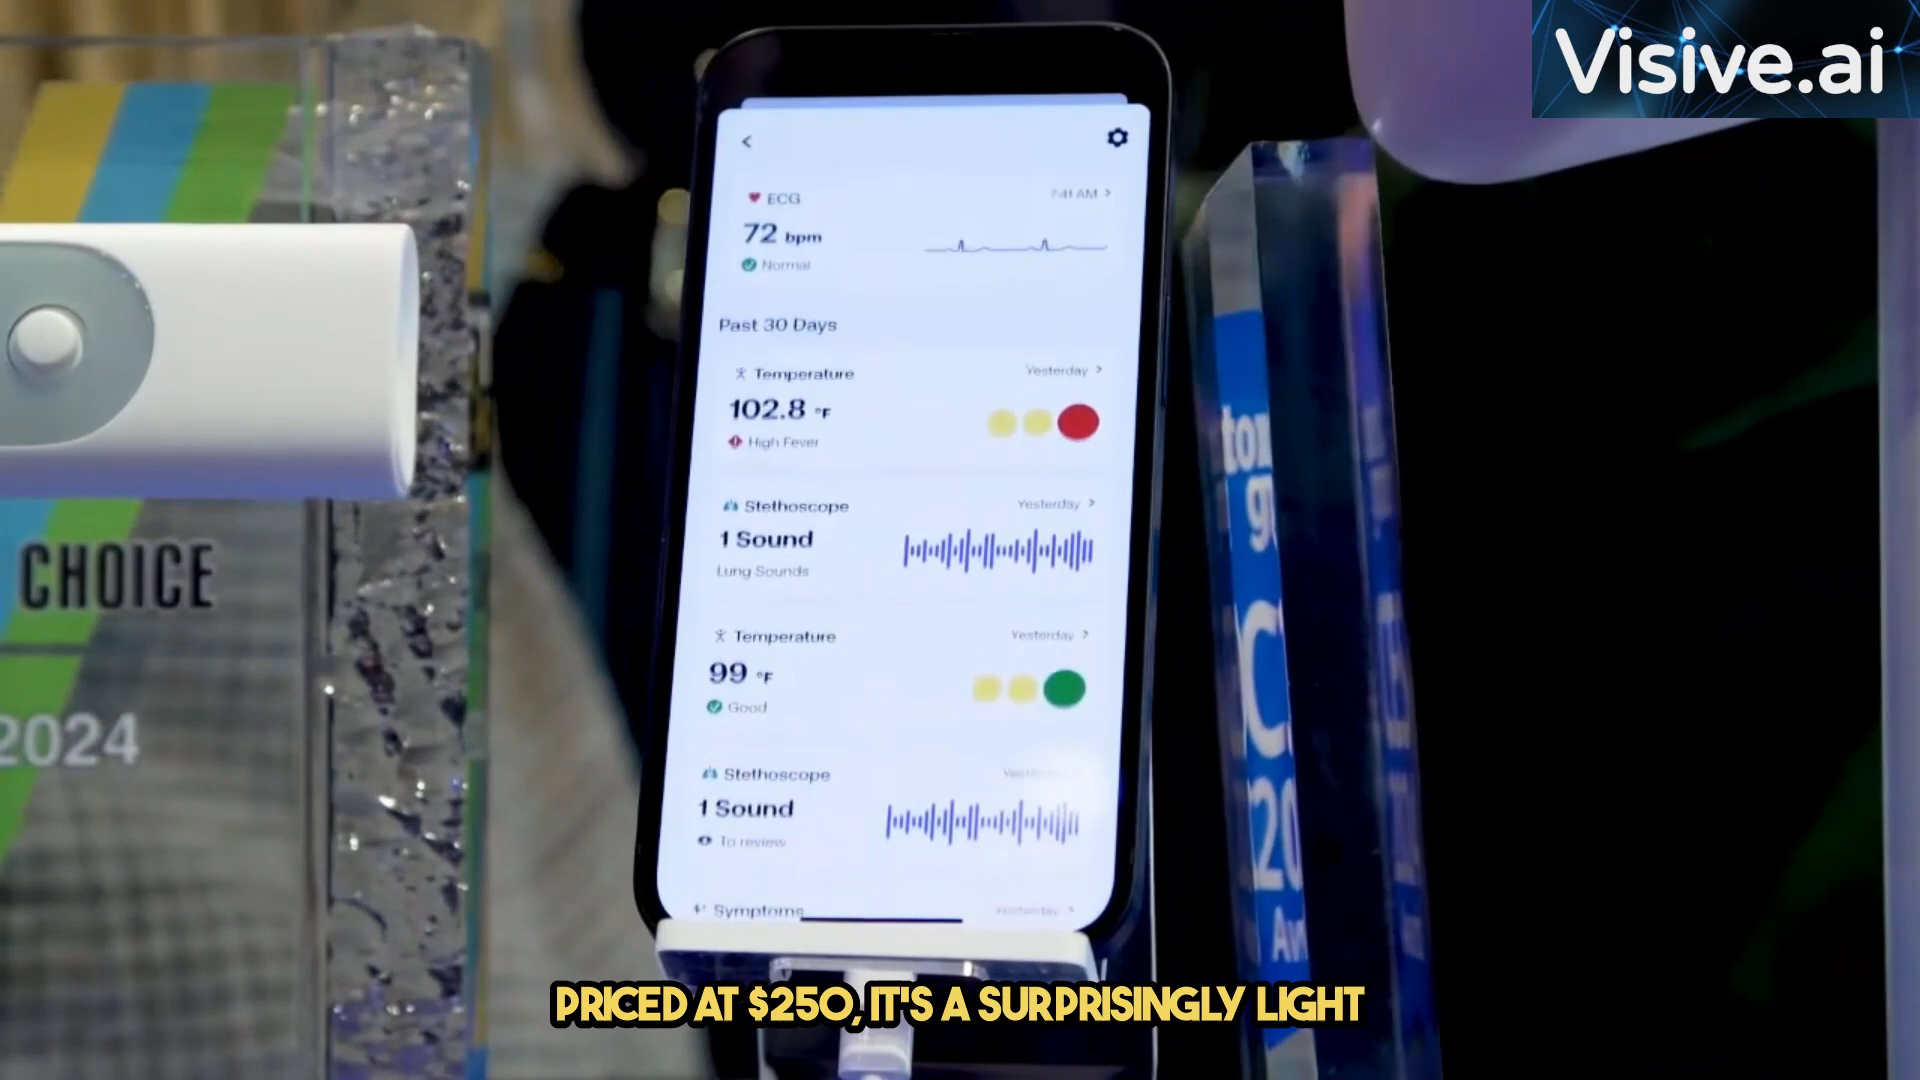 Visive.ai
ECG
7:41 AM
72 bpm
Normal
Past 30 Days
Temperature
Yesterday
102.8 °F
High Fever
Stethoscope
Yesterday
1 Sound
Lung Sounds
Temperature
Yesterday
99 °F
Good
Stethoscope
Yesterday
1 Sound
To review
Symptoms
Yesterday
CHOICE
2024
PRICED AT $250, IT'S A SURPRISINGLY LIGHT